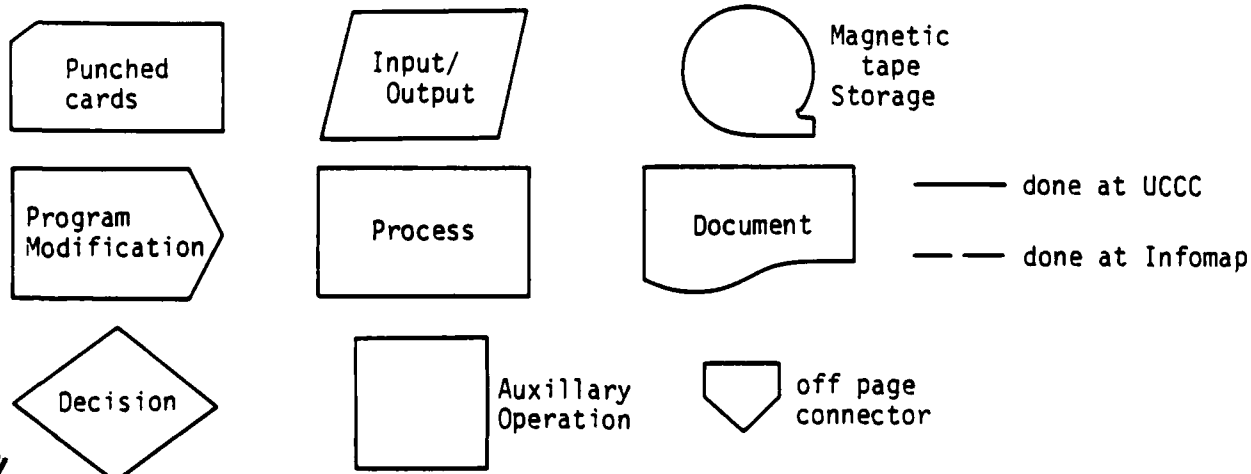 Punched
cards
Input/
Output
Magnetic
tape
Storage
Program
Modification
Process
Document
done at UCCC
done at Infomap
Decision
Auxillary
Operation
off page
connector